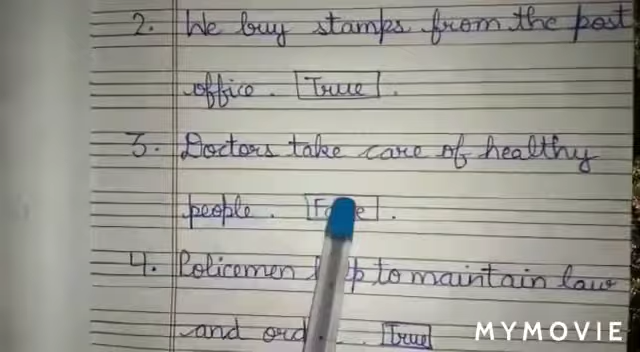 2. We buy stamps from the post
office. True.
3. Doctors take care of healthy
people. .
4. Policemen to maintain law
and True
MYMOVIE